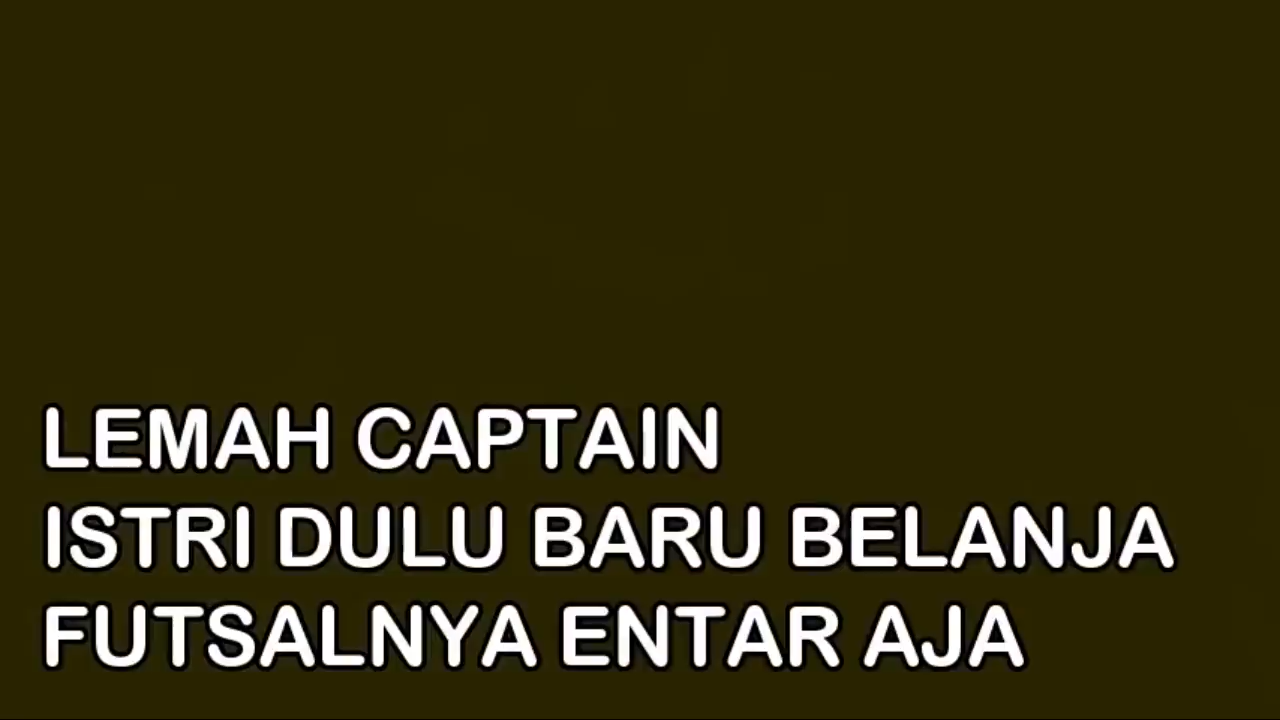 LEMAH CAPTAIN
ISTRI DULU BARU BELANJA
FUTSALNYA ENTAR AJA